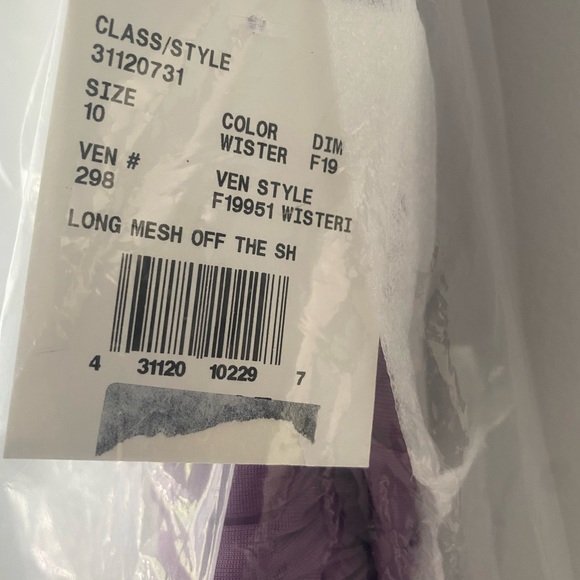 CLASS/STYLE
31120731
SIZE
10
COLOR DIM
WISTER F19
VEN #
298
VEN STYLE
F19951 WISTERI
LONG MESH OFF THE SH
4 31120 10229 7